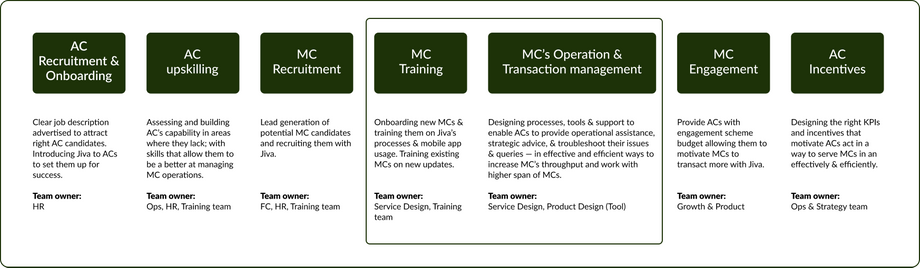 AC
Recruitment &
Onboarding
Clear job description
advertised to attract
right AC candidates.
Introducing Jiva to ACs
to set them up for
success.
Team owner:
HR
AC
upskilling
Assessing and building
AC's capability in areas
where they lack; with
skills that allow them to
be a better at managing
MC operations.
Team owner:
Ops, HR, Training team
MC
Recruitment
Lead generation of
potential MC candidates
and recruiting them with
Jiva.
Team owner:
FC, HR, Training team
MC
Training
Onboarding new MCs &
training them on Jiva's
processes & mobile app
usage. Training existing
MCs on new updates.
Team owner:
Service Design, Training
team
MC's Operation &
Transaction management
Designing processes, tools & support to
enable ACs to provide operational assistance,
strategic advice, & troubleshoot their issues
& queries — in effective and efficient ways to
increase MC's throughput and work with
higher span of MCs.
Team owner:
Service Design, Product Design (Tool)
MC
Engagement
Provide ACs with
engagement scheme
budget allowing them to
motivate MCs to
transact more with Jiva.
Team owner:
Growth & Product
AC
Incentives
Designing the right KPIs
and incentives that
motivate ACs act in a
way to serve MCs in an
effectively & efficiently.
Team owner:
Ops & Strategy team